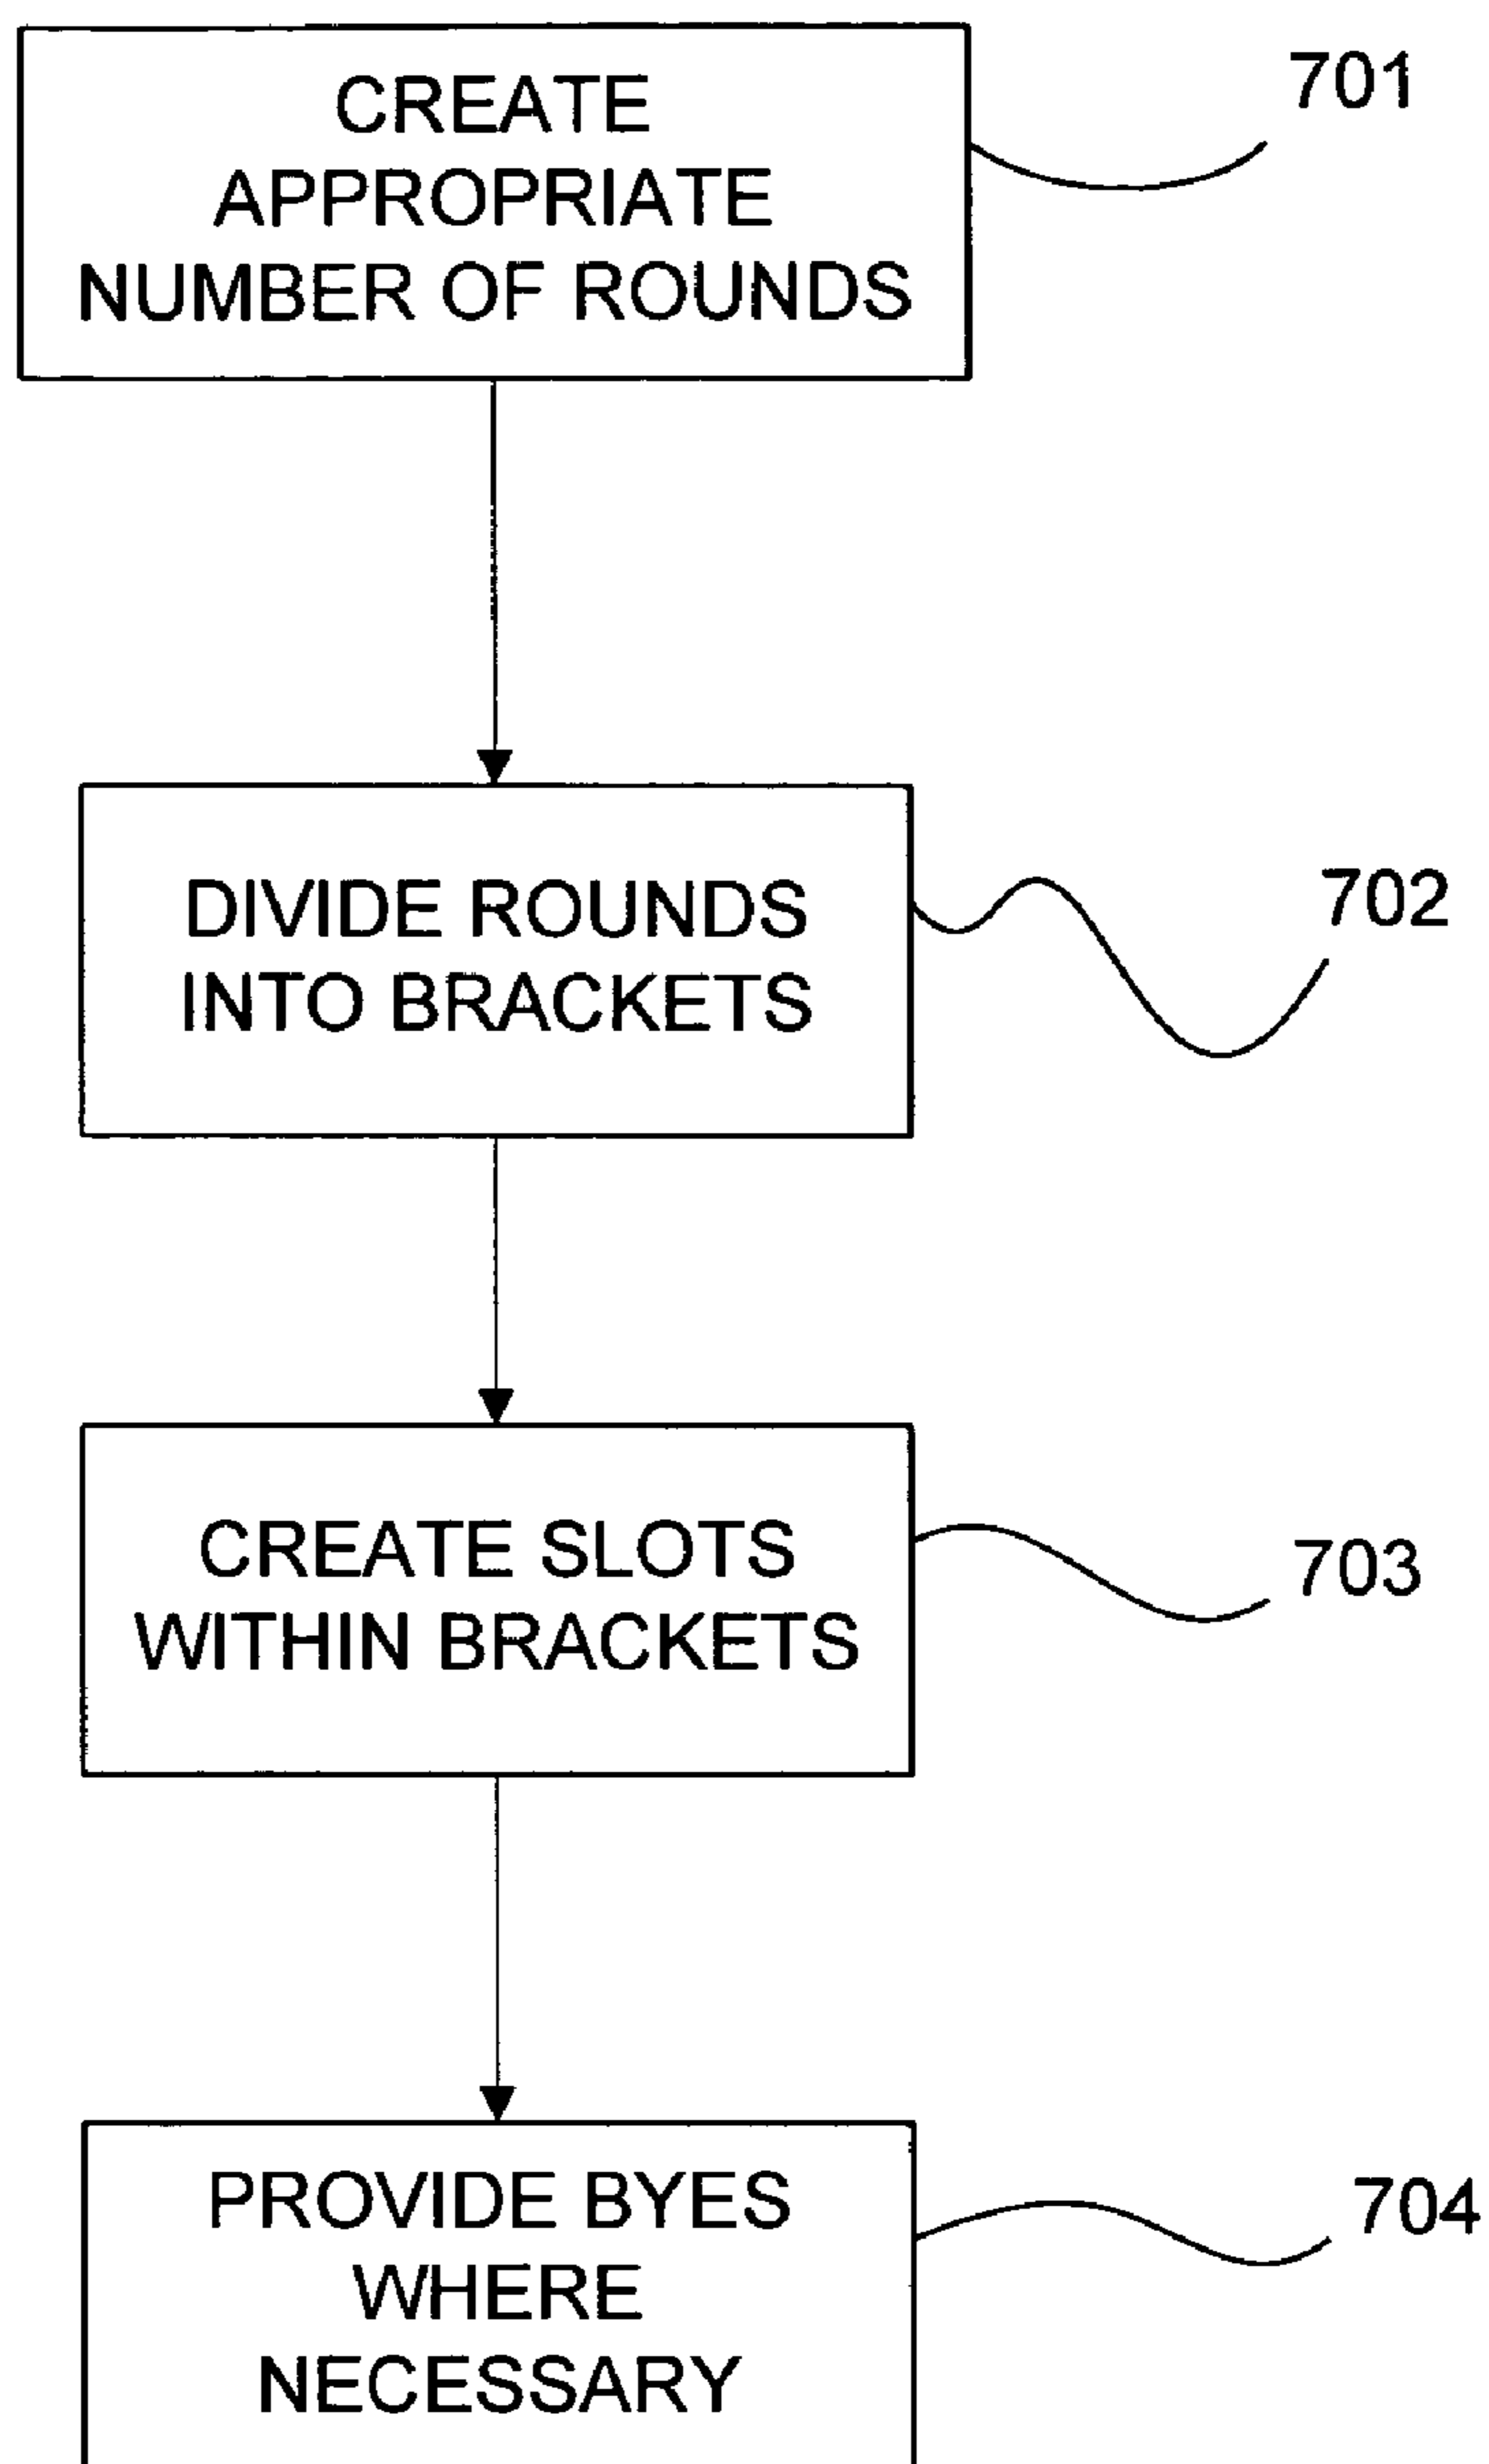 CREATE
APPROPRIATE
NUMBER OF ROUNDS
701
DIVIDE ROUNDS
INTO BRACKETS
702
CREATE SLOTS
WITHIN BRACKETS
703
PROVIDE BYES
WHERE
NECESSARY
704